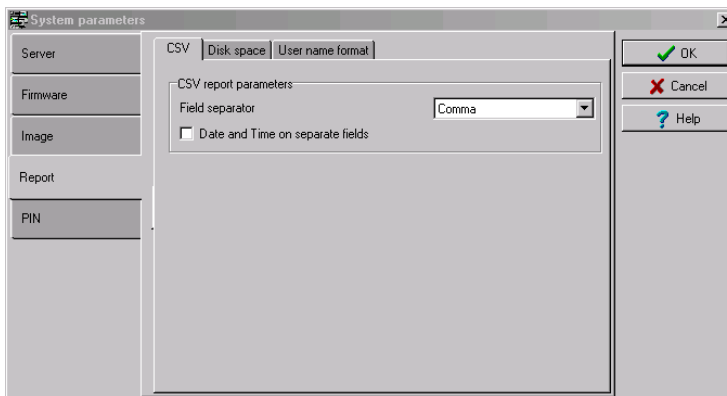 System parameters
Server
Firmware
Image
Report
PIN
CSV Disk space User name format
CSV report parameters
Field separator Comma
Date and Time on separate fields
OK
Cancel
Help